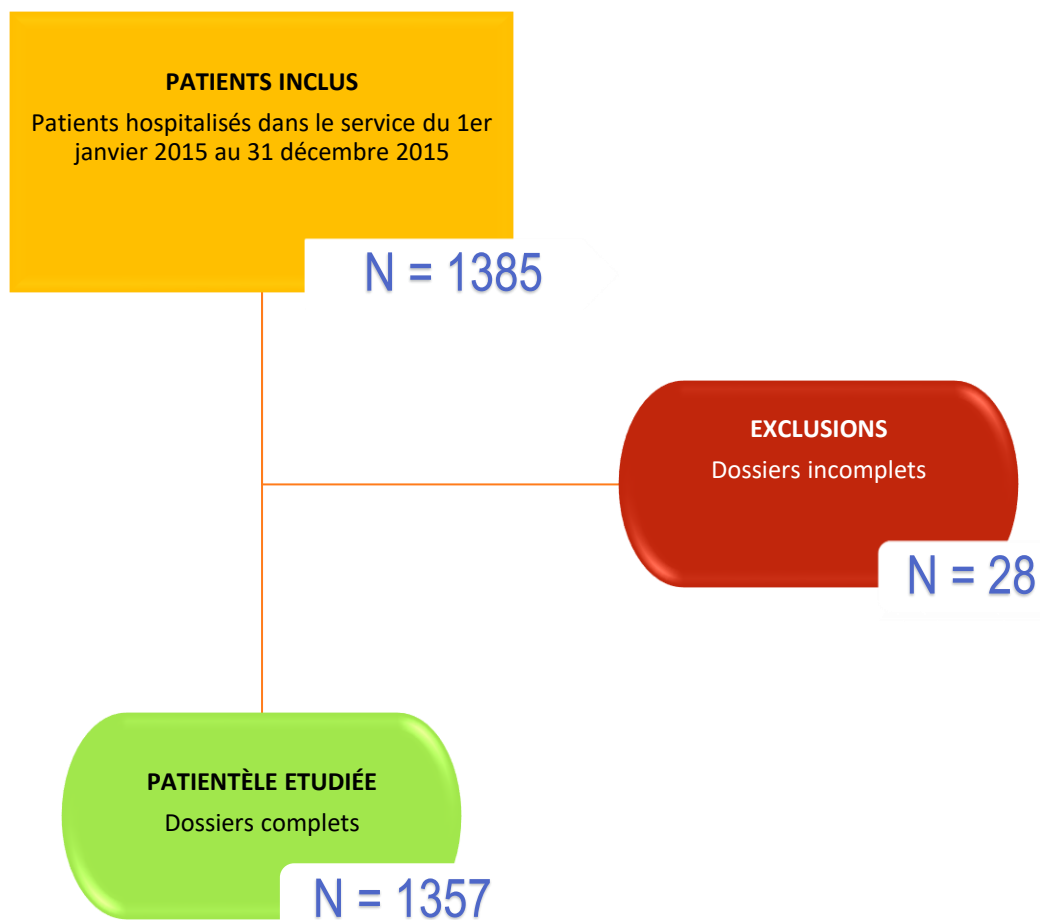 PATIENTS INCLUS
Patients hospitalisés dans le service du 1er
janvier 2015 au 31 décembre 2015
N = 1385
EXCLUSIONS
Dossiers incomplets
N = 28
PATIENTÈLE ETUDIÉE
Dossiers complets
N = 1357